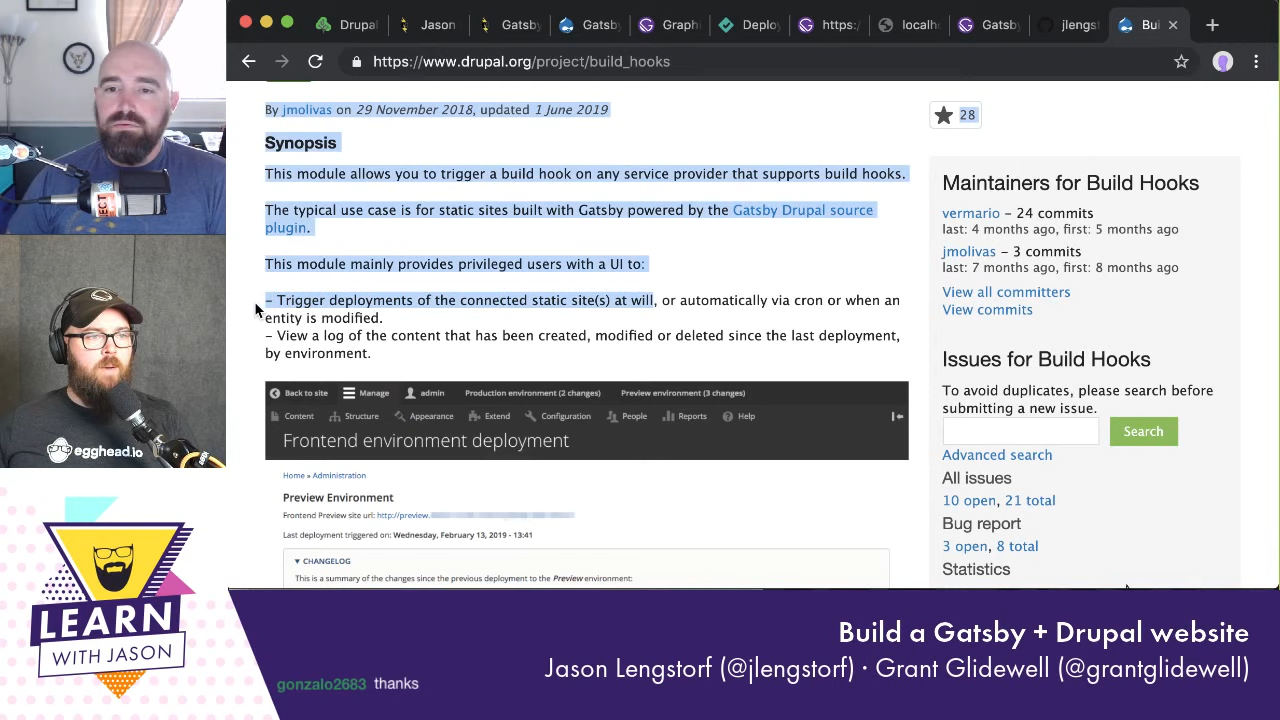 Drupal
Jason
Gatsby
Gatsb
Graphi
Deploy
https:/
localh
Gatsby
jlengst
Bui
https://www.drupal.org/project/build_hooks
By jmolivas on 29 November 2018, updated 1 June 2019
Synopsis
This module allows you to trigger a build hook on any service provider that supports build hooks.
The typical use case is for static sites built with Gatsby powered by the Gatsby Drupal source
plugin.
This module mainly provides privileged users with a UI to:
- Trigger deployments of the connected static site(s) at will, or automatically via cron or when an
entity is modified.
- View a log of the content that has been created, modified or deleted since the last deployment,
by environment.
Back to site Manage admin Production environment (2 changes) Preview environment (3 changes)
Content Structure Appearance Extend Configuration People Reports Help
Frontend environment deployment
Home » Administration
Preview Environment
Frontend Preview site url: http://preview.
Last deployment triggered on: Wednesday, February 13, 2019 - 13:41
▼ CHANGELOG
This is a summary of the changes since the previous deployment to the Preview environment:
28
Maintainers for Build Hooks
vermario – 24 commits
last: 4 months ago, first: 5 months ago
jmolivas – 3 commits
last: 7 months ago, first: 8 months ago
View all committers
View commits
Issues for Build Hooks
To avoid duplicates, please search before
submitting a new issue.
Search
Advanced search
All issues
10 open, 21 total
Bug report
3 open, 8 total
Statistics
egghead.io
LEARN
WITH JASON
Build a Gatsby + Drupal website
Jason Lengstorf (@jlengstorf) · Grant Glidewell (@grantglidewell)
gonzalo2683 thanks